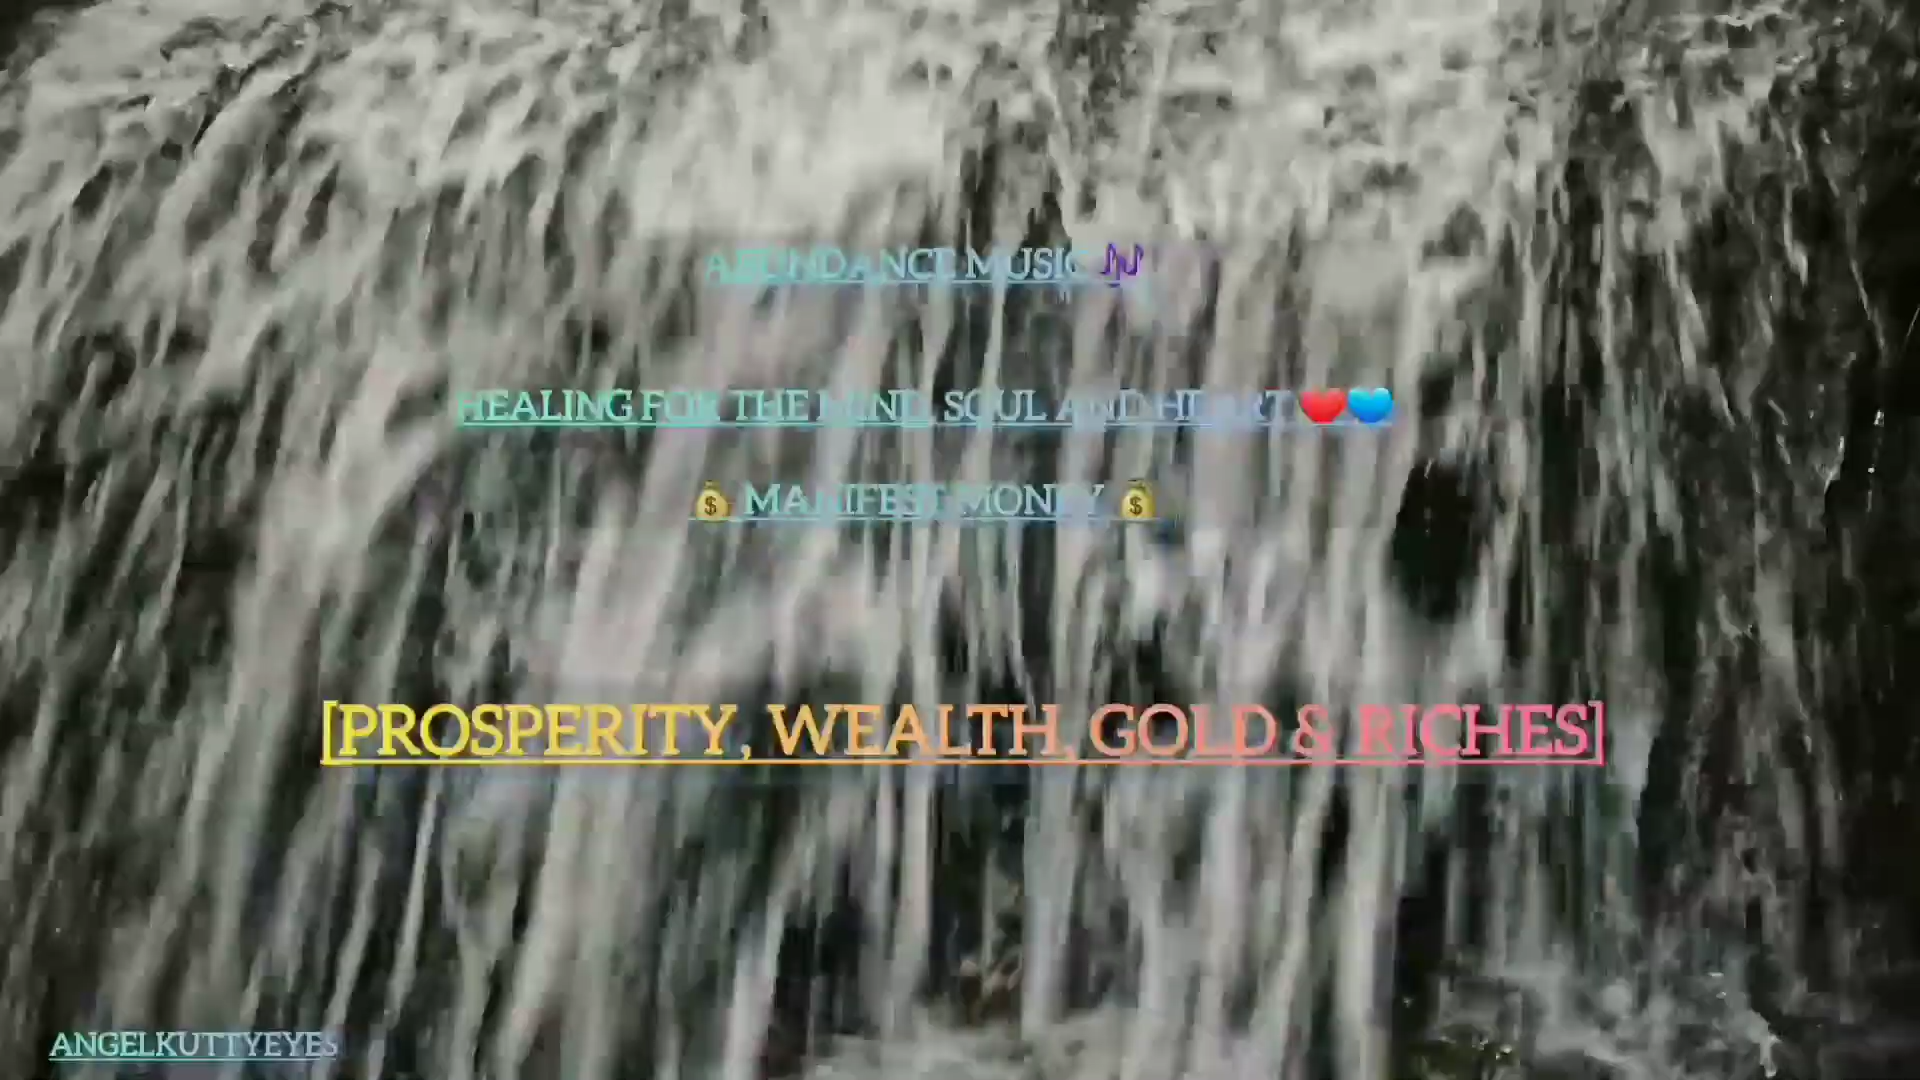 ABUNDANCE MUSIC 🎶
HEALING FOR THE MIND, SOUL AND HEART ❤️💙
💰 MANIFEST MONEY 💰
[PROSPERITY, WEALTH, GOLD & RICHES]
ANGELKUTTYEYES